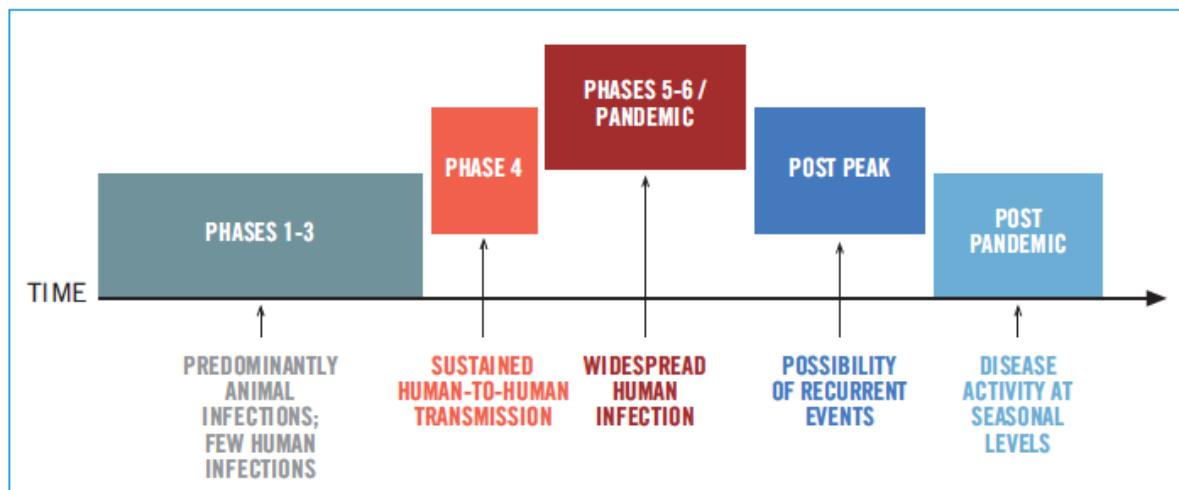 PHASES 5-6 /
PANDEMIC
PHASE 4
POST PEAK
PHASES 1-3
POST
PANDEMIC
TIME
PREDOMINANTLY
ANIMAL
INFECTIONS;
FEW HUMAN
INFECTIONS
SUSTAINED
HUMAN-TO-HUMAN
TRANSMISSION
WIDESPREAD
HUMAN
INFECTION
POSSIBILITY
OF RECURRENT
EVENTS
DISEASE
ACTIVITY AT
SEASONAL
LEVELS